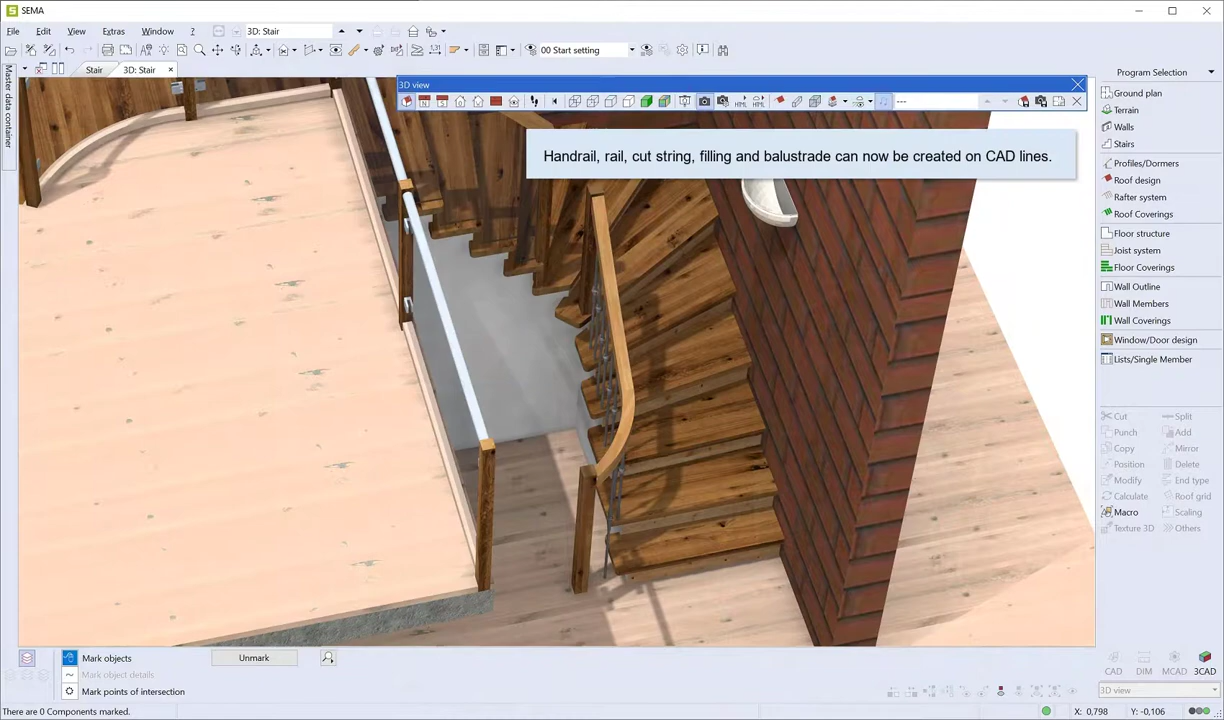 SEMA
File Edit View Extras Window ? 3D: Stair
00 Start setting
Stair 3D: Stair ×
Master data container
3D view
HML HML ---
Handrail, rail, cut string, filling and balustrade can now be created on CAD lines.
Program Selection
Ground plan
Terrain
Walls
Stairs
Profiles/Dormers
Roof design
Rafter system
Roof Coverings
Floor structure
Joist system
Floor Coverings
Wall Outline
Wall Members
Wall Coverings
Window/Door design
Lists/Single Member
Cut Split
Punch Add
Copy Mirror
Position Delete
Modify End type
Calculate Roof grid
Macro Scaling
Texture 3D Others
CAD DIM MCAD 3CAD
3D view
Mark objects Unmark
Mark object details
Mark points of intersection
There are 0 Components marked. X: 0,798 Y: -0,106